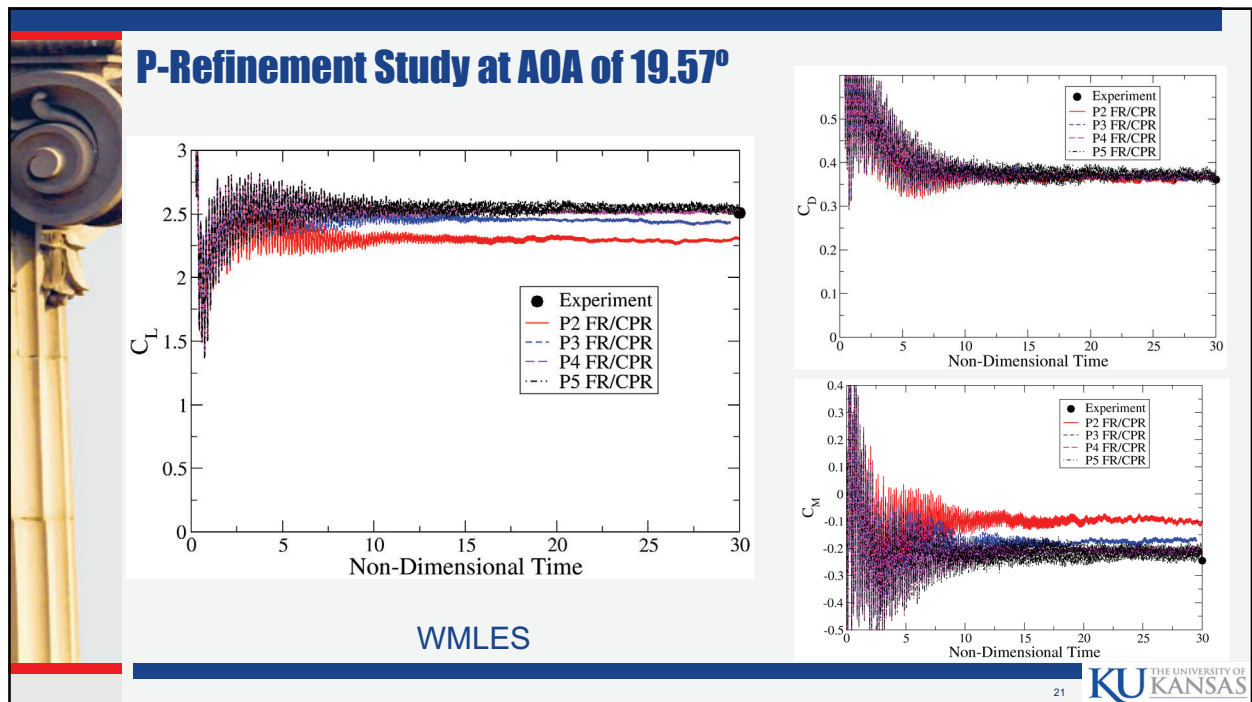 P-Refinement Study at AOA of 19.57º
3
2.5
2
1.5
1
0.5
0
C_L
0 5 10 15 20 25 30
Non-Dimensional Time
Experiment
P2 FR/CPR
P3 FR/CPR
P4 FR/CPR
P5 FR/CPR
WMLES
0.5
0.4
0.3
0.2
0.1
0
C_D
0 5 10 15 20 25 30
Non-Dimensional Time
Experiment
P2 FR/CPR
P3 FR/CPR
P4 FR/CPR
P5 FR/CPR
0.4
0.3
0.2
0.1
0
-0.1
-0.2
-0.3
-0.4
-0.5
C_M
0 5 10 15 20 25 30
Non-Dimensional Time
Experiment
P2 FR/CPR
P3 FR/CPR
P4 FR/CPR
P5 FR/CPR
21
KU THE UNIVERSITY OF
KANSAS